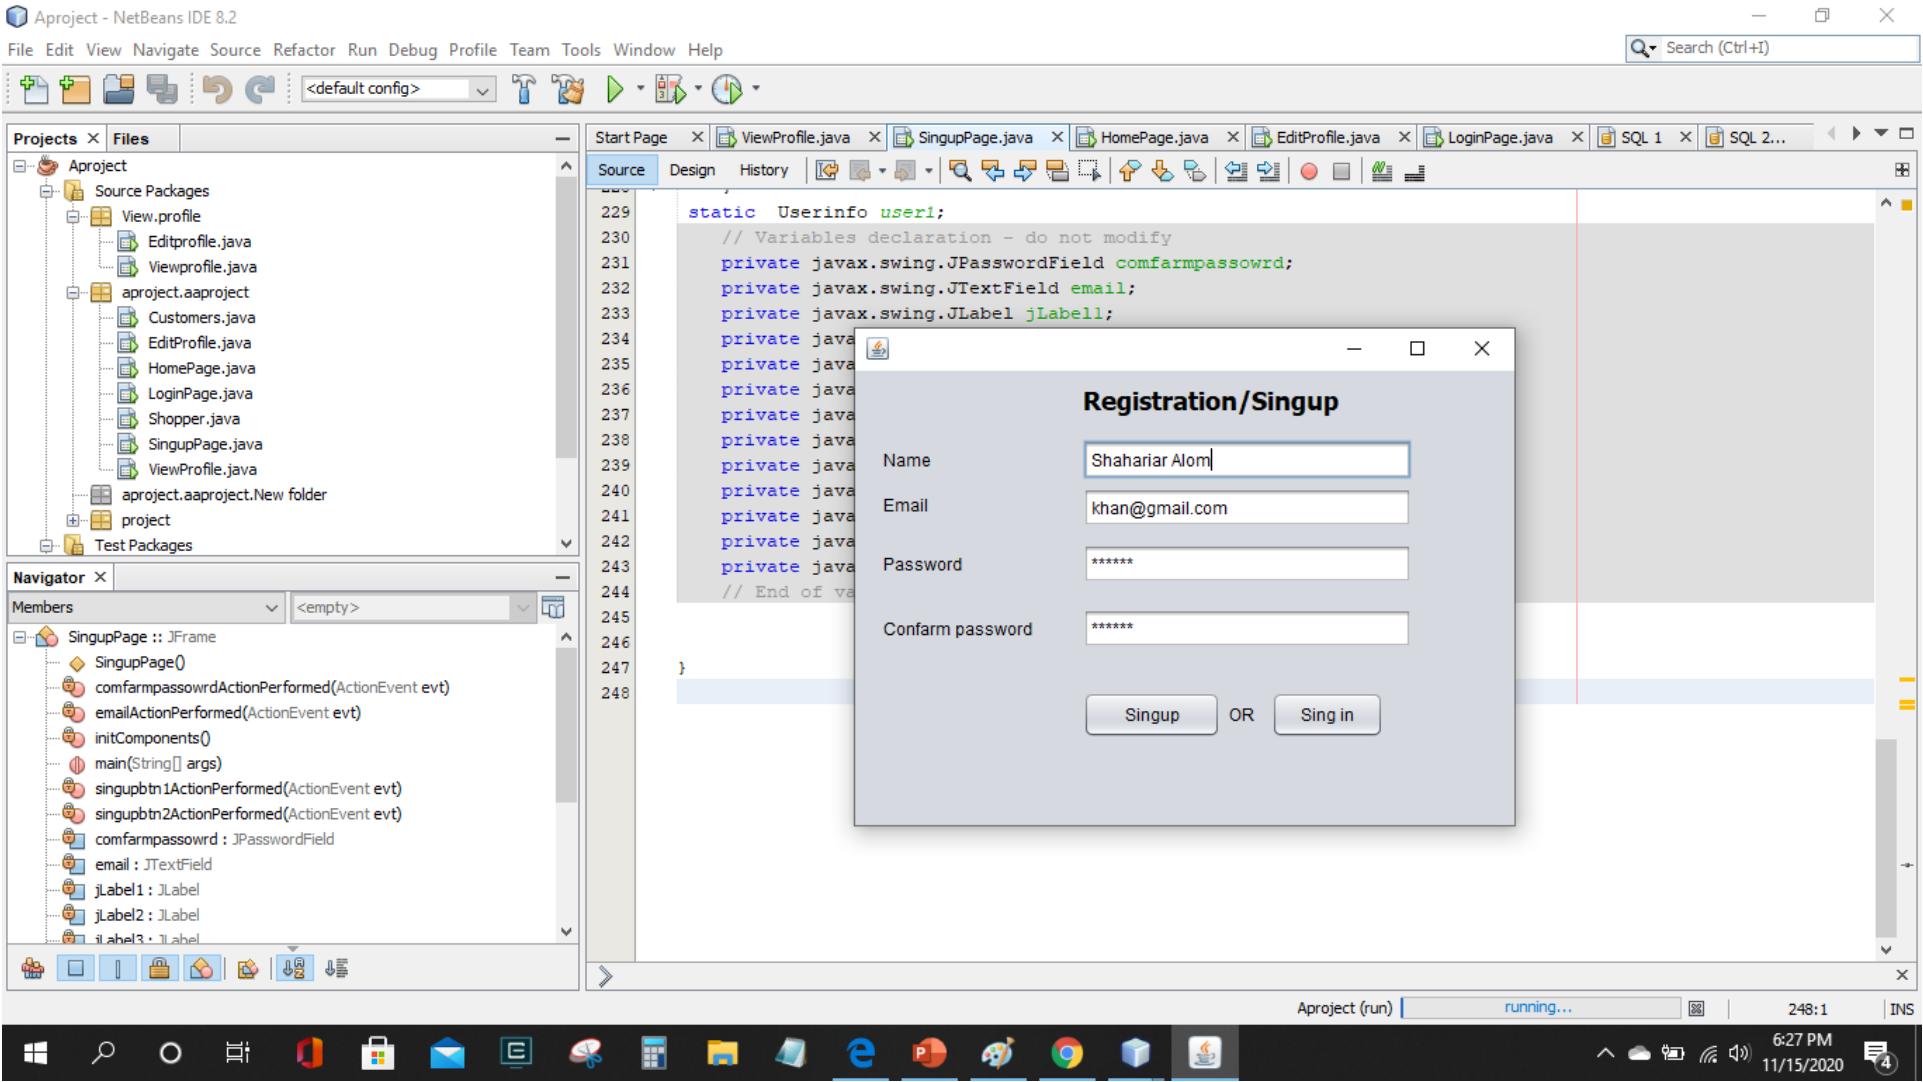 Aproject - NetBeans IDE 8.2
File Edit View Navigate Source Refactor Run Debug Profile Team Tools Window Help
Search (Ctrl+I)
<default config>
Projects Files
Aproject
Source Packages
View.profile
Editprofile.java
Viewprofile.java
aproject.aaproject
Customers.java
EditProfile.java
HomePage.java
LoginPage.java
Shopper.java
SingupPage.java
ViewProfile.java
aproject.aaproject.New folder
project
Test Packages
Navigator
Members <empty>
SingupPage :: JFrame
SingupPage()
comfarmpassowrdActionPerformed(ActionEvent evt)
emailActionPerformed(ActionEvent evt)
initComponents()
main(String[] args)
singupbtn1ActionPerformed(ActionEvent evt)
singupbtn2ActionPerformed(ActionEvent evt)
comfarmpassowrd : JPasswordField
email : JTextField
jLabel1 : JLabel
jLabel2 : JLabel
jLabel3 : JLabel
Start Page ViewProfile.java SingupPage.java HomePage.java EditProfile.java LoginPage.java SQL 1 SQL 2...
Source Design History
229 static Userinfo user1;
230 // Variables declaration - do not modify
231 private javax.swing.JPasswordField comfarmpassowrd;
232 private javax.swing.JTextField email;
233 private javax.swing.JLabel jLabel1;
234 private java
235 private java
236 private java
237 private java
238 private java
239 private java
240 private java
241 private java
242 private java
243 private java
244 // End of va
245
246
247 }
248
Registration/Singup
Name Shahariar Alom
Email khan@gmail.com
Password ******
Confarm password ******
Singup OR Sing in
Aproject (run) running... 248:1 INS
6:27 PM
11/15/2020
4